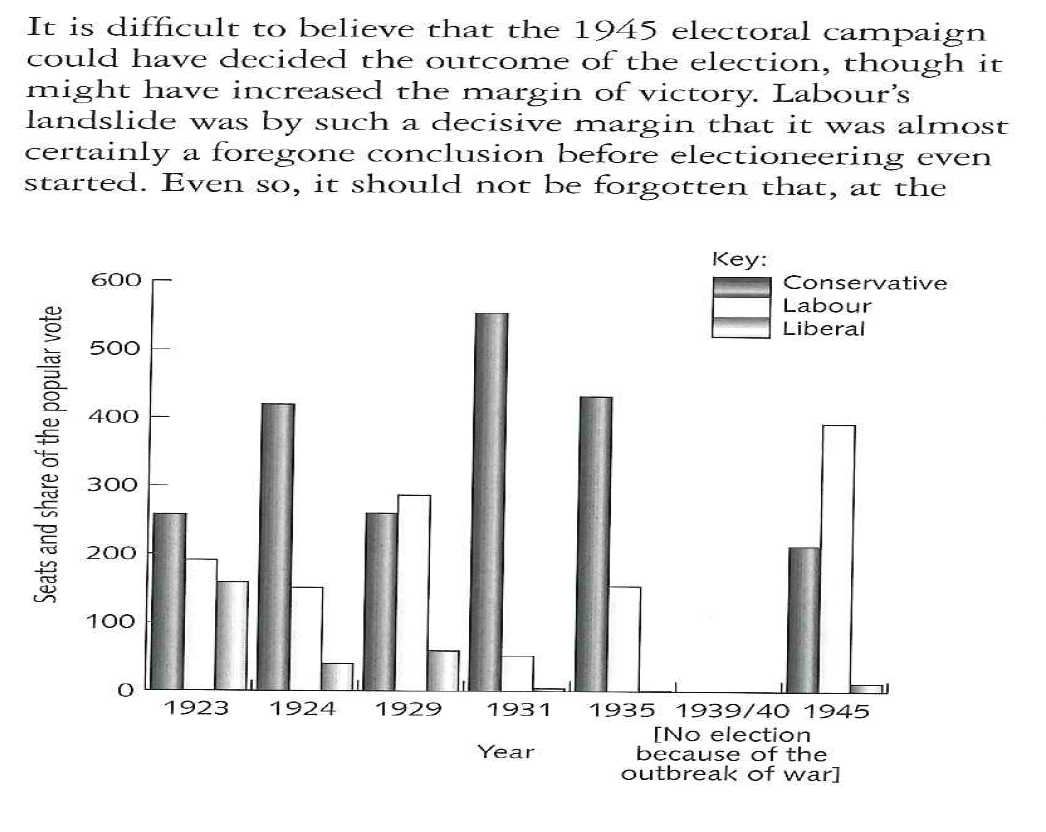 It is difficult to believe that the 1945 electoral campaign
could have decided the outcome of the election, though it
might have increased the margin of victory. Labour's
landslide was by such a decisive margin that it was almost
certainly a foregone conclusion before electioneering even
started. Even so, it should not be forgotten that, at the
Key:
Conservative
Labour
Liberal
Seats and share of the popular vote
600
500
400
300
200
100
0
1923 1924 1929 1931 1935 1939/40 1945
[No election
because of the
outbreak of war]
Year